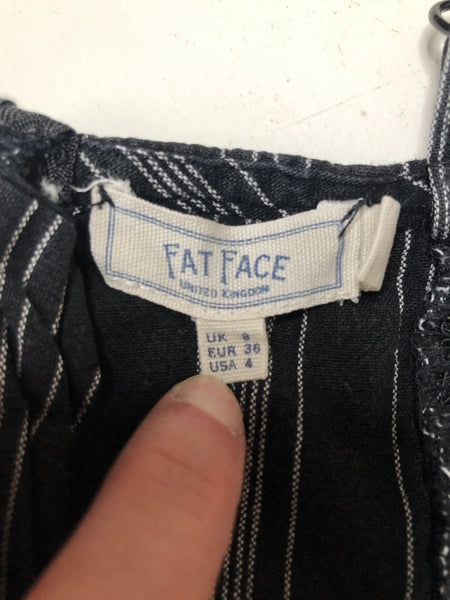 FAT FACE
UNITED KINGDOM
UK 8
EUR 36
USA 4